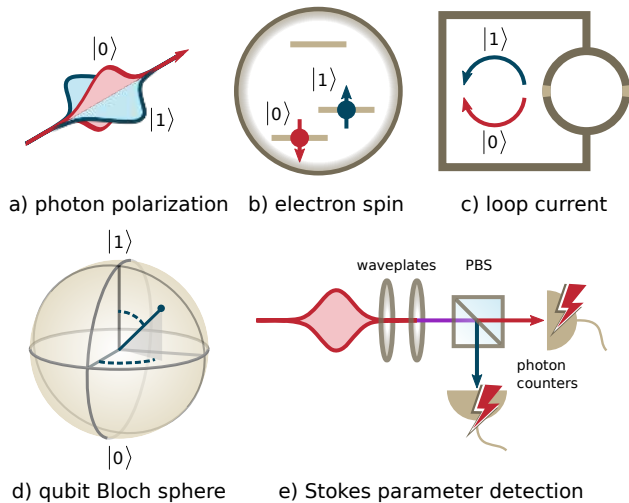 |0⟩
|1⟩
a) photon polarization
|1⟩
|0⟩
b) electron spin
|1⟩
|0⟩
c) loop current
|1⟩
|0⟩
d) qubit Bloch sphere
waveplates
PBS
photon
counters
e) Stokes parameter detection